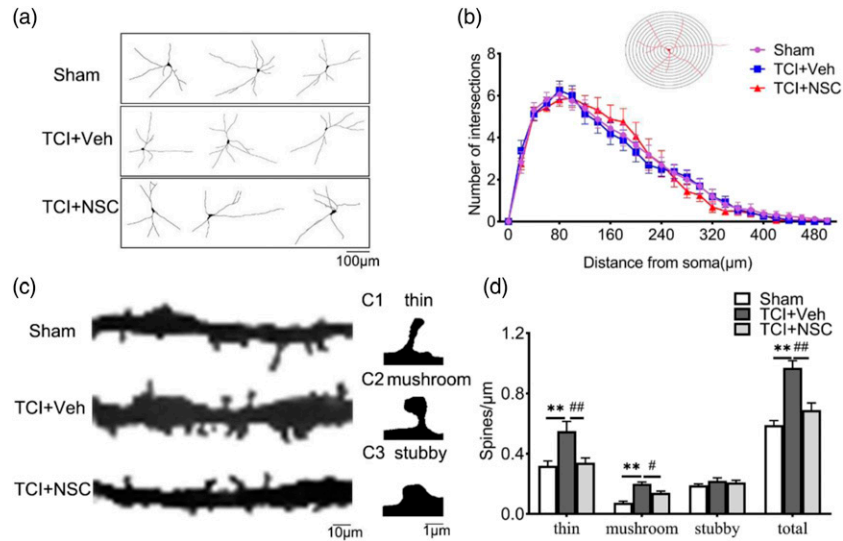 (a)
Sham
TCI+Veh
TCI+NSC
100μm
(b)
Sham
TCI+Veh
TCI+NSC
Number of intersections
8
6
4
2
0
0 80 160 240 320 400 480
Distance from soma(μm)
(c)
Sham
TCI+Veh
TCI+NSC
10μm
C1 thin
C2 mushroom
C3 stubby
1μm
(d)
Sham
TCI+Veh
TCI+NSC
Spines/μm
1.2
0.8
0.4
0.0
** ##
** #
** ##
thin mushroom stubby total